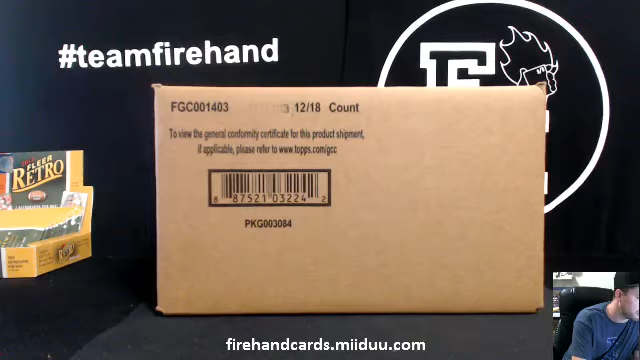 #teamfirehand
FGC001403 12/18 Count
To view the general conformity certificate for this product shipment,
if applicable, please refer to www.topps.com/gcc
8 87521 03224 2
PKG003084
FLEER
RETRO
Retro
firehandcards.miiduu.com